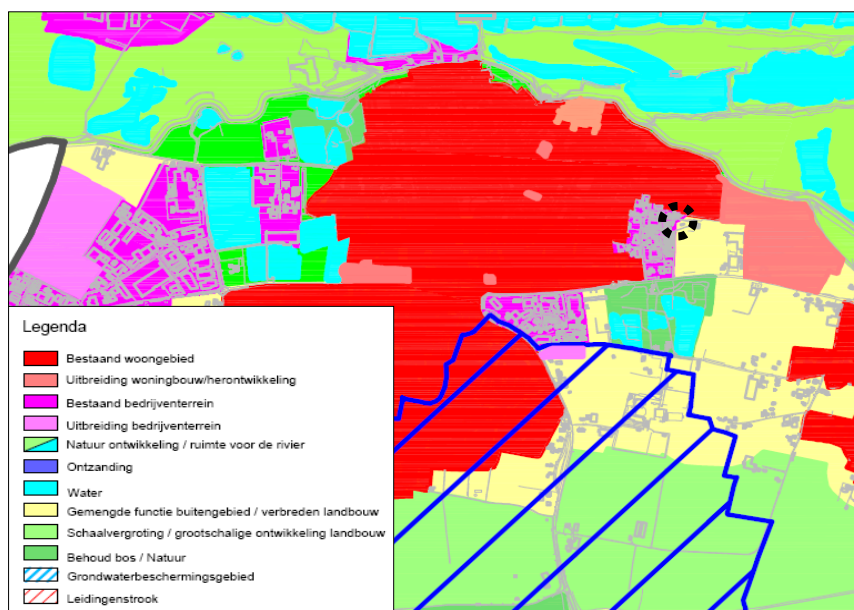 Legenda
Bestaand woongebied
Uitbreiding woningbouw/herontwikkeling
Bestaand bedrijventerrein
Uitbreiding bedrijventerrein
Natuur ontwikkeling / ruimte voor de rivier
Ontzanding
Water
Gemengde functie buitengebied / verbreden landbouw
Schaalvergroting / grootschalige ontwikkeling landbouw
Behoud bos / Natuur
Grondwaterbeschermingsgebied
Leidingenstrook